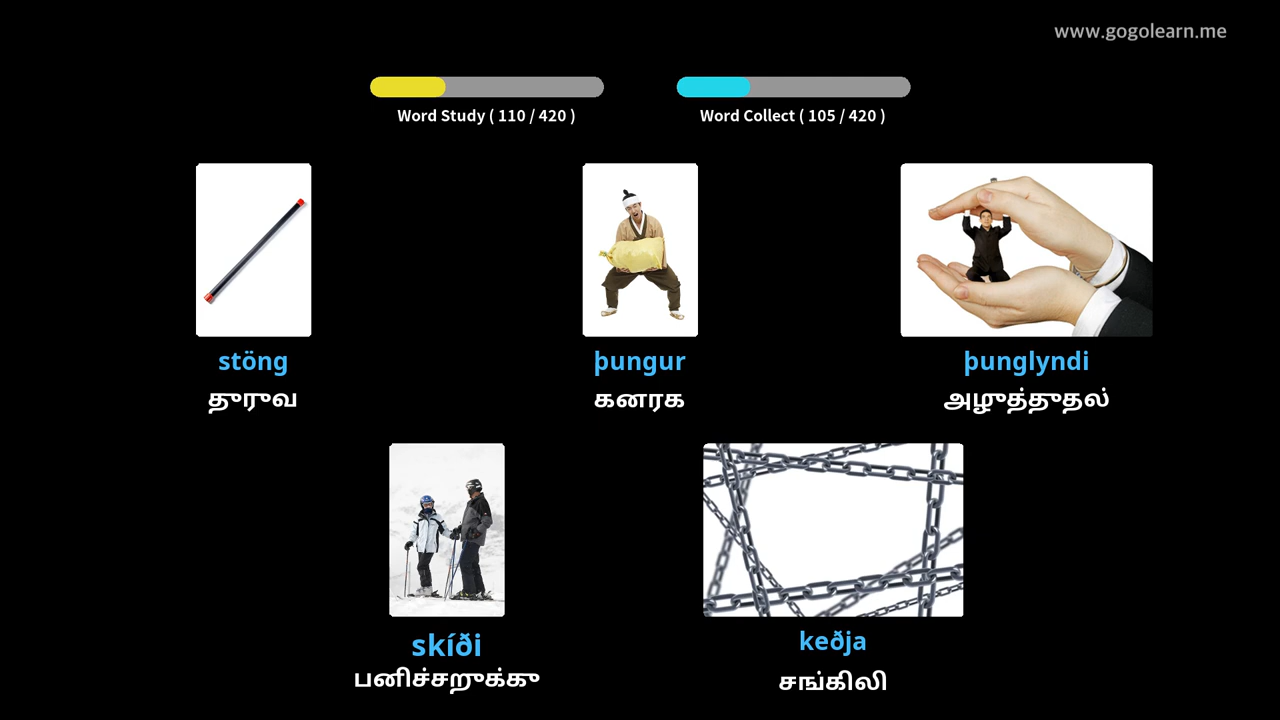 www.gogolearn.me
Word Study ( 110 / 420 )
Word Collect ( 105 / 420 )
stöng
þungur
þunglyndi
துருவ
கனரக
அழுத்துதல்
skíði
keðja
பனிச்சறுக்கு
சங்கிலி